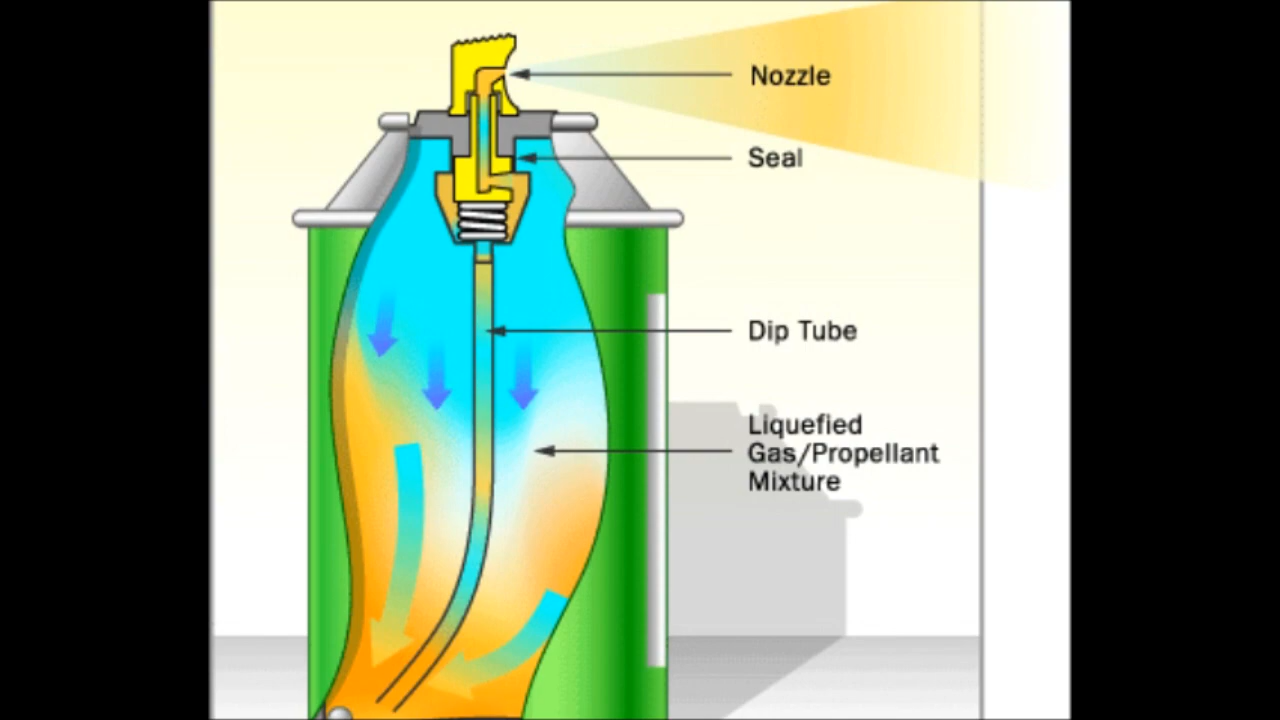 Nozzle
Seal
Dip Tube
Liquefied
Gas/Propellant
Mixture